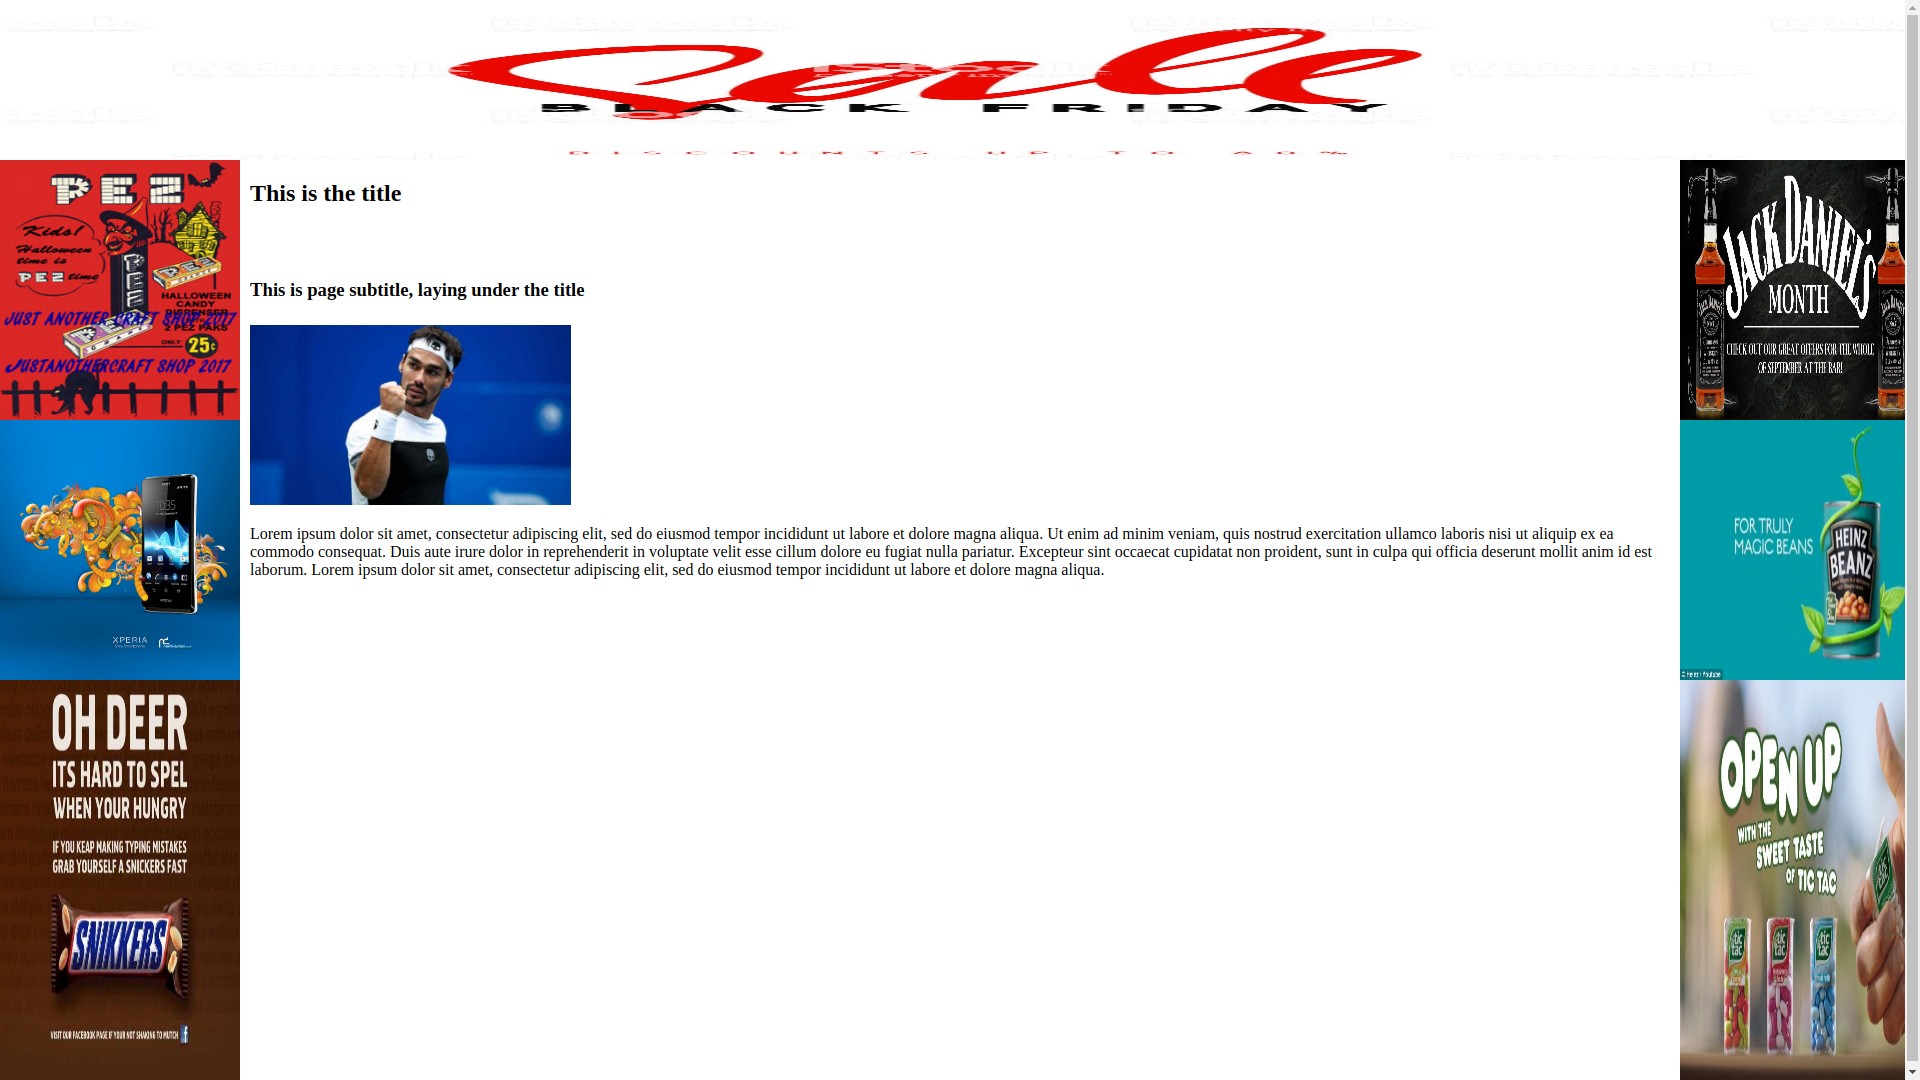 Sale
BLACK FRIDAY
DISCOUNTS UP TO 80%
PEZ
Kids!
Halloween
time is
PEZ time
PEZ
PEZ
HALLOWEEN
CANDY
DISPENSER
2 PEZ PAKS
ONLY 25¢
JUST ANOTHER CRAFT SHOP 2017
JUSTANOTHERCRAFT SHOP 2017
XPERIA
OH DEER
ITS HARD TO SPEL
WHEN YOUR HUNGRY
IF YOU KEAP MAKING TYPING MISTAKES
GRAB YOURSELF A SNICKERS FAST
SNIKKERS
VISIT OUR FACEBOOK PAGE IF YOUR NOT SHAKING TO MUTCH
This is the title
This is page subtitle, laying under the title
Lorem ipsum dolor sit amet, consectetur adipiscing elit, sed do eiusmod tempor incididunt ut labore et dolore magna aliqua. Ut enim ad minim veniam, quis nostrud exercitation ullamco laboris nisi ut aliquip ex ea
commodo consequat. Duis aute irure dolor in reprehenderit in voluptate velit esse cillum dolore eu fugiat nulla pariatur. Excepteur sint occaecat cupidatat non proident, sunt in culpa qui officia deserunt mollit anim id est
laborum. Lorem ipsum dolor sit amet, consectetur adipiscing elit, sed do eiusmod tempor incididunt ut labore et dolore magna aliqua.
JACK DANIEL'S
MONTH
CHECK OUT OUR GREAT OFFERS FOR THE WHOLE
OF SEPTEMBER AT THE BAR!
FOR TRULY
MAGIC BEANS
HEINZ
BEANZ
© Heinz / Youtube
OPEN UP
WITH THE
SWEET TASTE
OF TIC TAC
tic tac
tic tac
tic tac